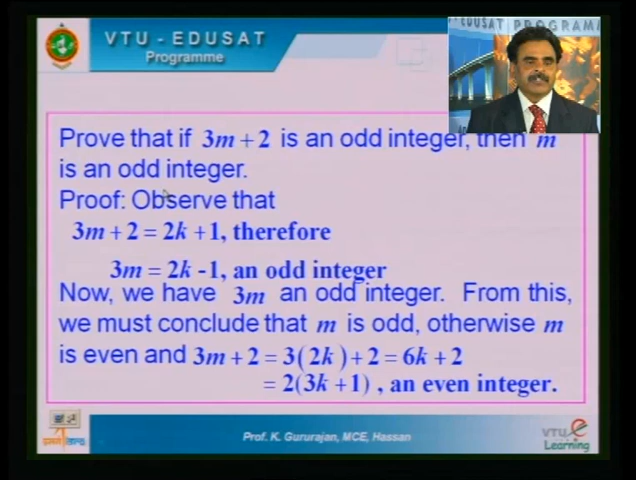 VTU - EDUSAT
Programme
EDUSAT PROGRAMM
Prove that if 3m + 2 is an odd integer, then m
is an odd integer.
Proof: Observe that
3m + 2 = 2k + 1, therefore
3m = 2k -1, an odd integer
Now, we have 3m an odd integer. From this,
we must conclude that m is odd, otherwise m
is even and 3m + 2 = 3(2k) + 2 = 6k + 2
= 2(3k + 1) , an even integer.
Prof. K. Gururajan, MCE, Hassan
VTU e
Learning